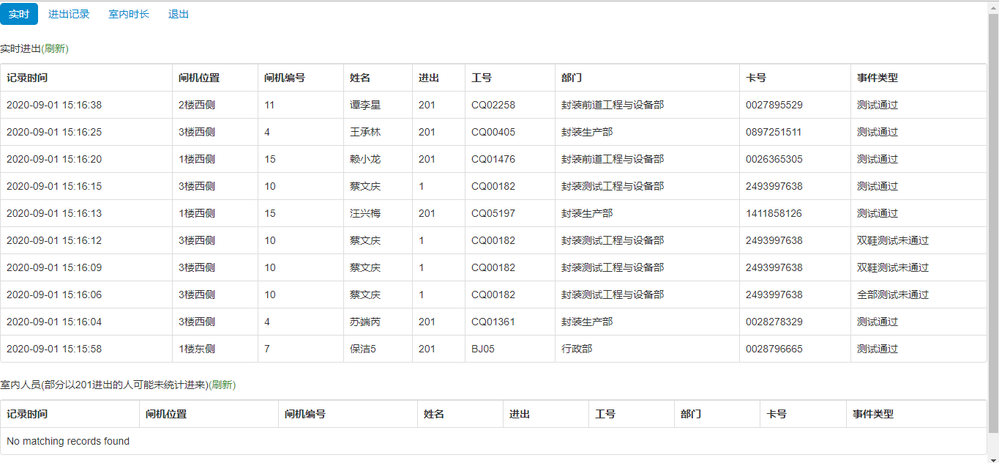 实时 进出记录 室内时长 退出
实时进出(刷新)
记录时间 闸机位置 闸机编号 姓名 进出 工号 部门 卡号 事件类型
2020-09-01 15:16:38 2楼西侧 11 谭李星 201 CQ02258 封装前道工程与设备部 0027895529 测试通过
2020-09-01 15:16:25 3楼西侧 4 王承林 201 CQ00405 封装生产部 0897251511 测试通过
2020-09-01 15:16:20 1楼西侧 15 赖小龙 201 CQ01476 封装前道工程与设备部 0026365305 测试通过
2020-09-01 15:16:15 3楼西侧 10 蔡文庆 1 CQ00182 封装测试工程与设备部 2493997638 测试通过
2020-09-01 15:16:13 1楼西侧 15 汪兴梅 201 CQ05197 封装生产部 1411858126 测试通过
2020-09-01 15:16:12 3楼西侧 10 蔡文庆 1 CQ00182 封装测试工程与设备部 2493997638 双鞋测试未通过
2020-09-01 15:16:09 3楼西侧 10 蔡文庆 1 CQ00182 封装测试工程与设备部 2493997638 双鞋测试未通过
2020-09-01 15:16:06 3楼西侧 10 蔡文庆 1 CQ00182 封装测试工程与设备部 2493997638 全部测试未通过
2020-09-01 15:16:04 3楼西侧 4 苏端芮 201 CQ01361 封装生产部 0028278329 测试通过
2020-09-01 15:15:58 1楼东侧 7 保洁5 201 BJ05 行政部 0028796665 测试通过
室内人员(部分以201进出的人可能未统计进来)(刷新)
记录时间 闸机位置 闸机编号 姓名 进出 工号 部门 卡号 事件类型
No matching records found